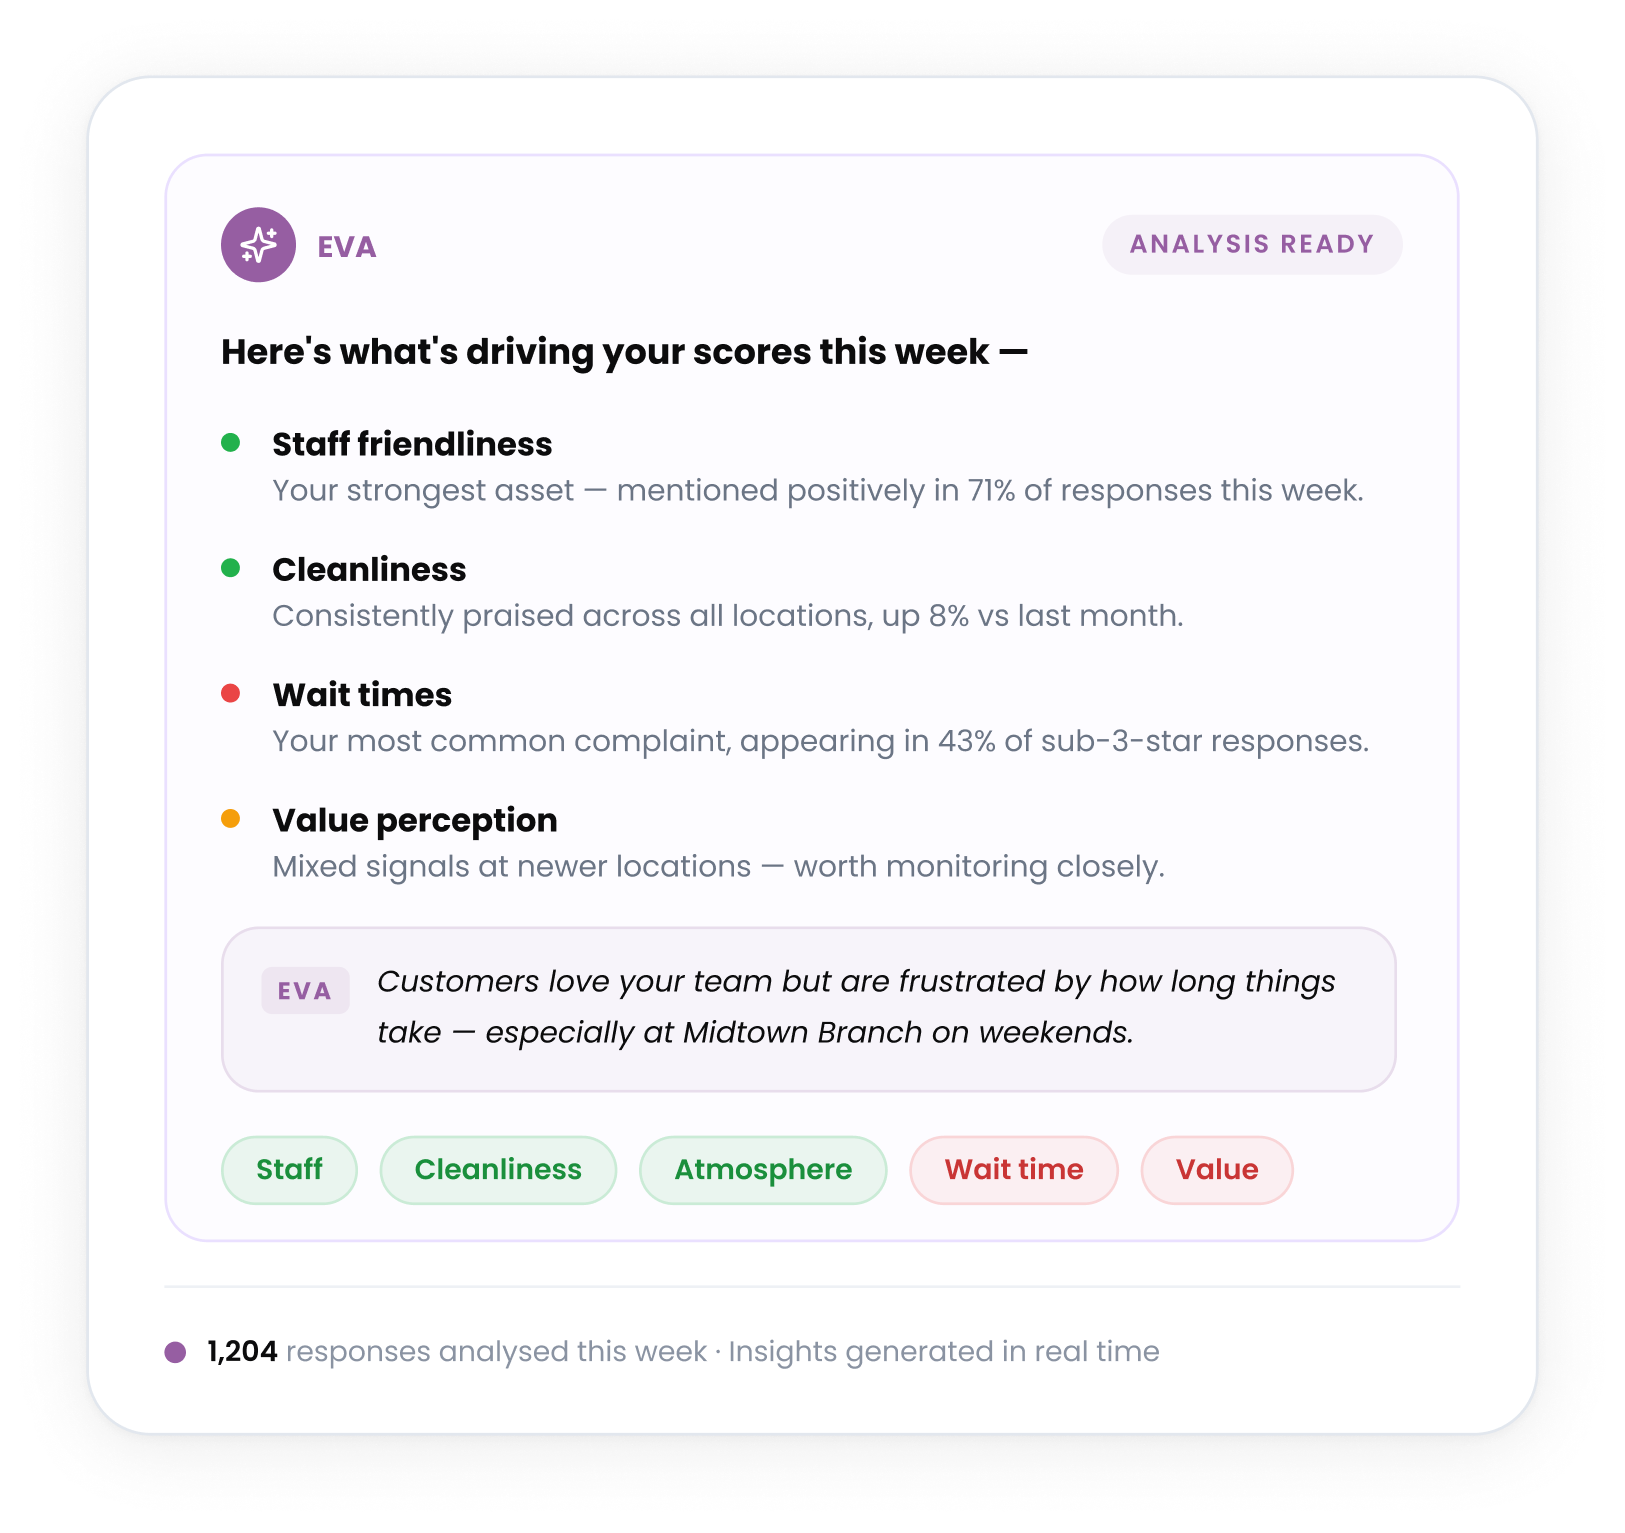 EVA
ANALYSIS READY
Here's what's driving your scores this week —
Staff friendliness
Your strongest asset — mentioned positively in 71% of responses this week.
Cleanliness
Consistently praised across all locations, up 8% vs last month.
Wait times
Your most common complaint, appearing in 43% of sub-3-star responses.
Value perception
Mixed signals at newer locations — worth monitoring closely.
EVA
Customers love your team but are frustrated by how long things
take — especially at Midtown Branch on weekends.
Staff
Cleanliness
Atmosphere
Wait time
Value
1,204 responses analysed this week · Insights generated in real time